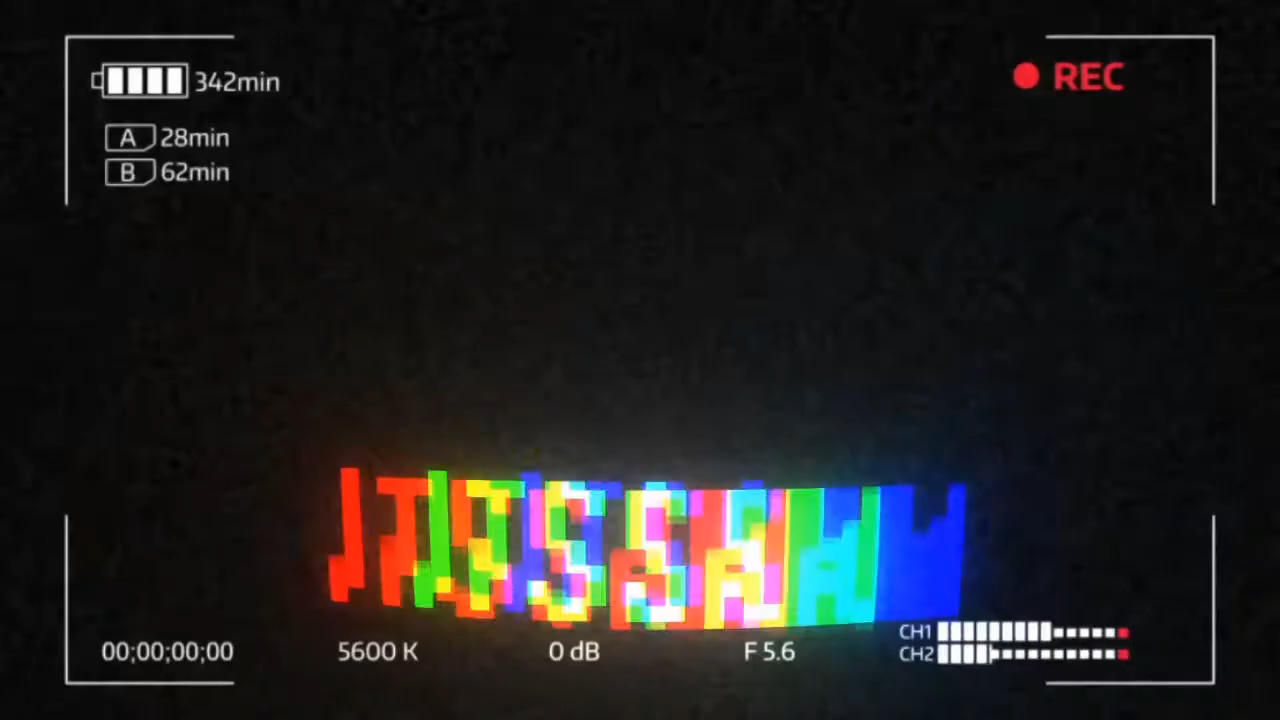 342min
REC
A 28min
B 62min
00;00;00;00
5600 K
0 dB
F 5.6
CH1
CH2